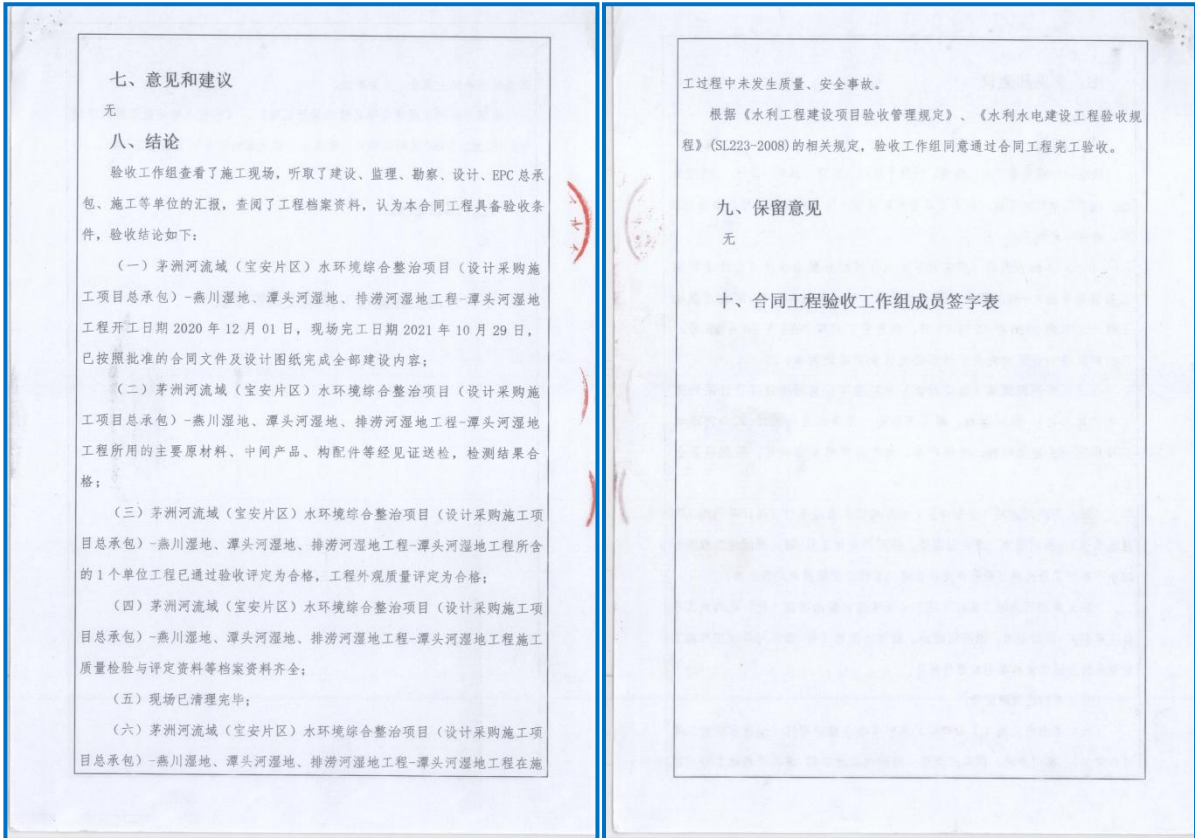 七、意见和建议
无
八、结论
验收工作组查看了施工现场，听取了建设、监理、勘察、设计、EPC 总承
包、施工等单位的汇报，查阅了工程档案资料，认为本合同工程具备验收条
件，验收结论如下：
（一）茅洲河流域（宝安片区）水环境综合整治项目（设计采购施
工项目总承包）-燕川湿地、潭头河湿地、排涝河湿地工程-潭头河湿地
工程开工日期 2020 年 12 月 01 日，现场完工日期 2021 年 10 月 29 日，
已按照批准的合同文件及设计图纸完成全部建设内容；
（二）茅洲河流域（宝安片区）水环境综合整治项目（设计采购施
工项目总承包）-燕川湿地、潭头河湿地、排涝河湿地工程-潭头河湿地
工程所用的主要原材料、中间产品、构配件等经见证送检，检测结果合
格；
（三）茅洲河流域（宝安片区）水环境综合整治项目（设计采购施工项
目总承包）-燕川湿地、潭头河湿地、排涝河湿地工程-潭头河湿地工程所含
的 1 个单位工程已通过验收评定为合格，工程外观质量评定为合格；
（四）茅洲河流域（宝安片区）水环境综合整治项目（设计采购施工项
目总承包）-燕川湿地、潭头河湿地、排涝河湿地工程-潭头河湿地工程施工
质量检验与评定资料等档案资料齐全；
（五）现场已清理完毕；
（六）茅洲河流域（宝安片区）水环境综合整治项目（设计采购施工项
目总承包）-燕川湿地、潭头河湿地、排涝河湿地工程-潭头河湿地工程在施
工过程中未发生质量、安全事故。
根据《水利工程建设项目验收管理规定》、《水利水电建设工程验收规
程》(SL223-2008)的相关规定，验收工作组同意通过合同工程完工验收。
九、保留意见
无
十、合同工程验收工作组成员签字表